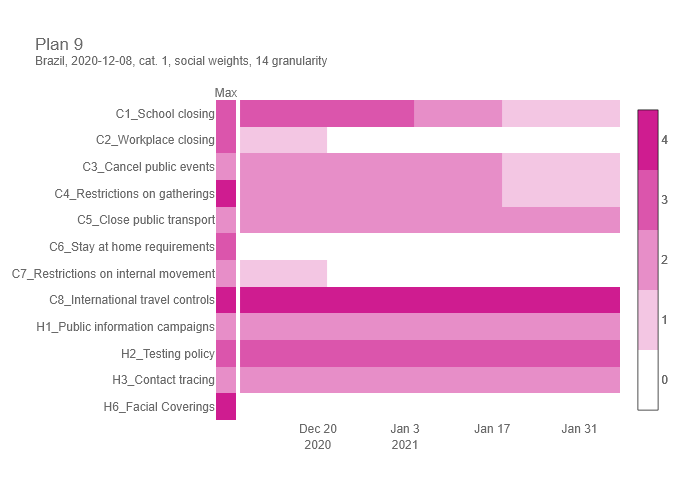 Plan 9
Brazil, 2020-12-08, cat. 1, social weights, 14 granularity
Max
C1_School closing
C2_Workplace closing
C3_Cancel public events
C4_Restrictions on gatherings
C5_Close public transport
C6_Stay at home requirements
C7_Restrictions on internal movement
C8_International travel controls
H1_Public information campaigns
H2_Testing policy
H3_Contact tracing
H6_Facial Coverings
Dec 20 Jan 3 Jan 17 Jan 31
2020 2021
4
3
2
1
0